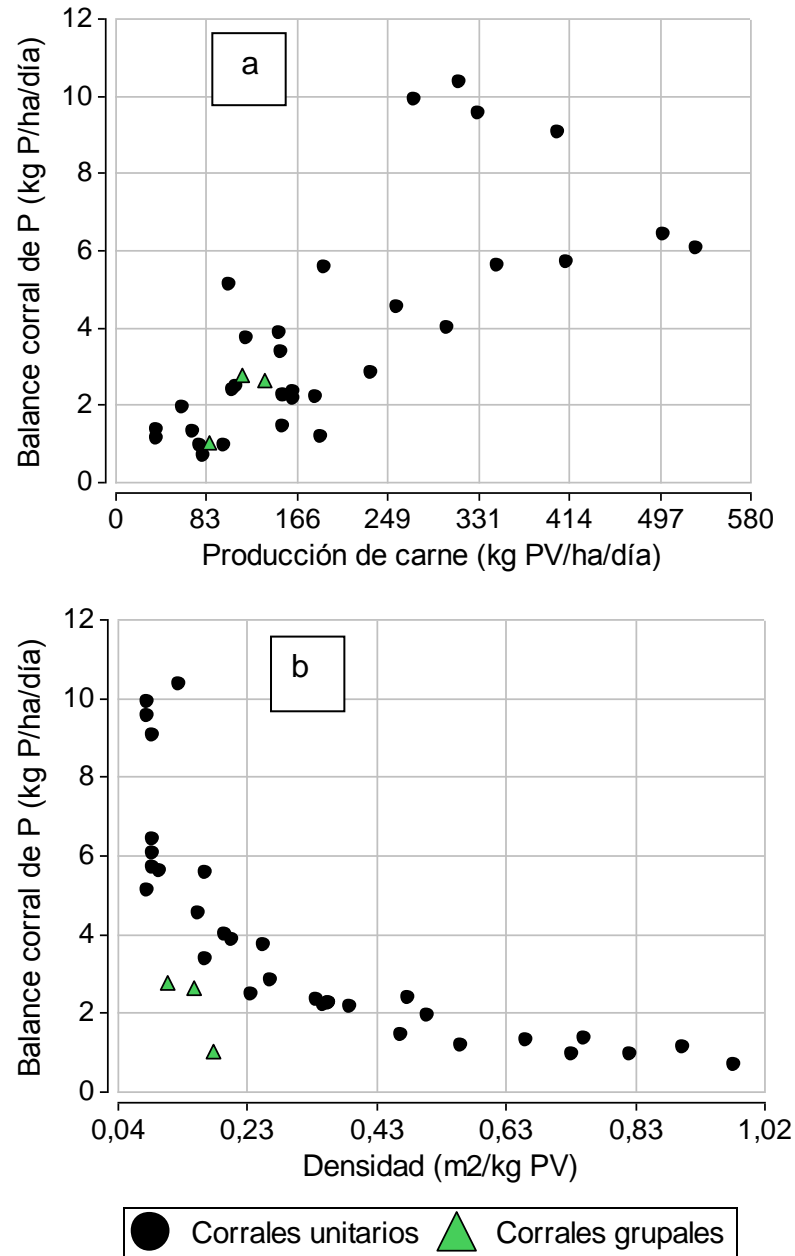 12
10
8
6
4
2
0
Balance corral de P (kg P/ha/día)
a
0 83 166 249 331 414 497 580
Producción de carne (kg PV/ha/día)
12
10
8
6
4
2
0
Balance corral de P (kg P/ha/día)
b
0,04 0,23 0,43 0,63 0,83 1,02
Densidad (m2/kg PV)
Corrales unitarios Corrales grupales